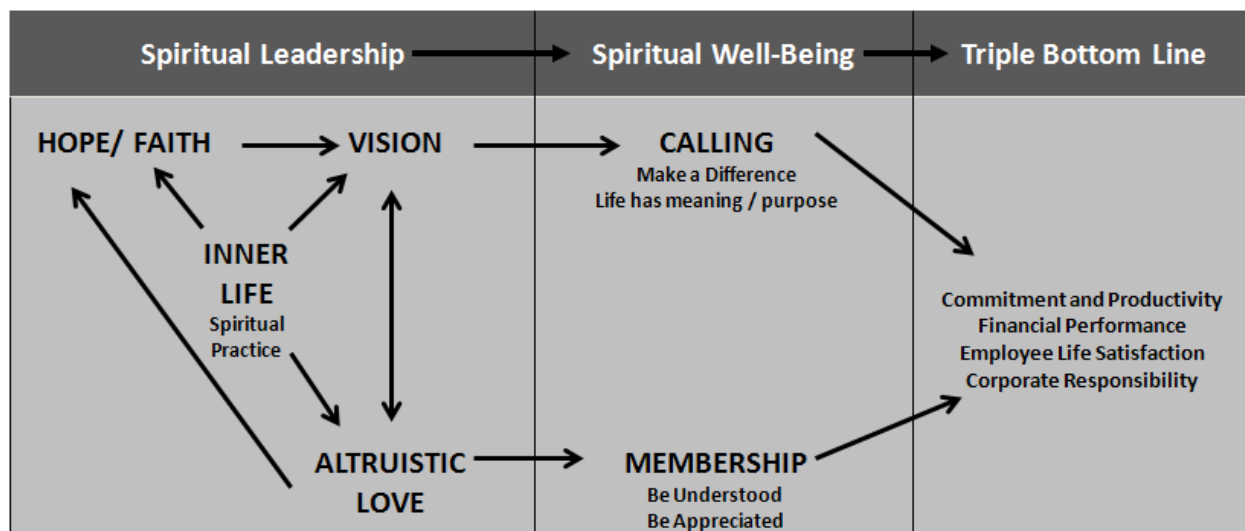 Spiritual Leadership
Spiritual Well-Being
Triple Bottom Line
HOPE/ FAITH
VISION
CALLING
Make a Difference
Life has meaning / purpose
INNER
LIFE
Spiritual
Practice
Commitment and Productivity
Financial Performance
Employee Life Satisfaction
Corporate Responsibility
ALTRUISTIC
LOVE
MEMBERSHIP
Be Understood
Be Appreciated